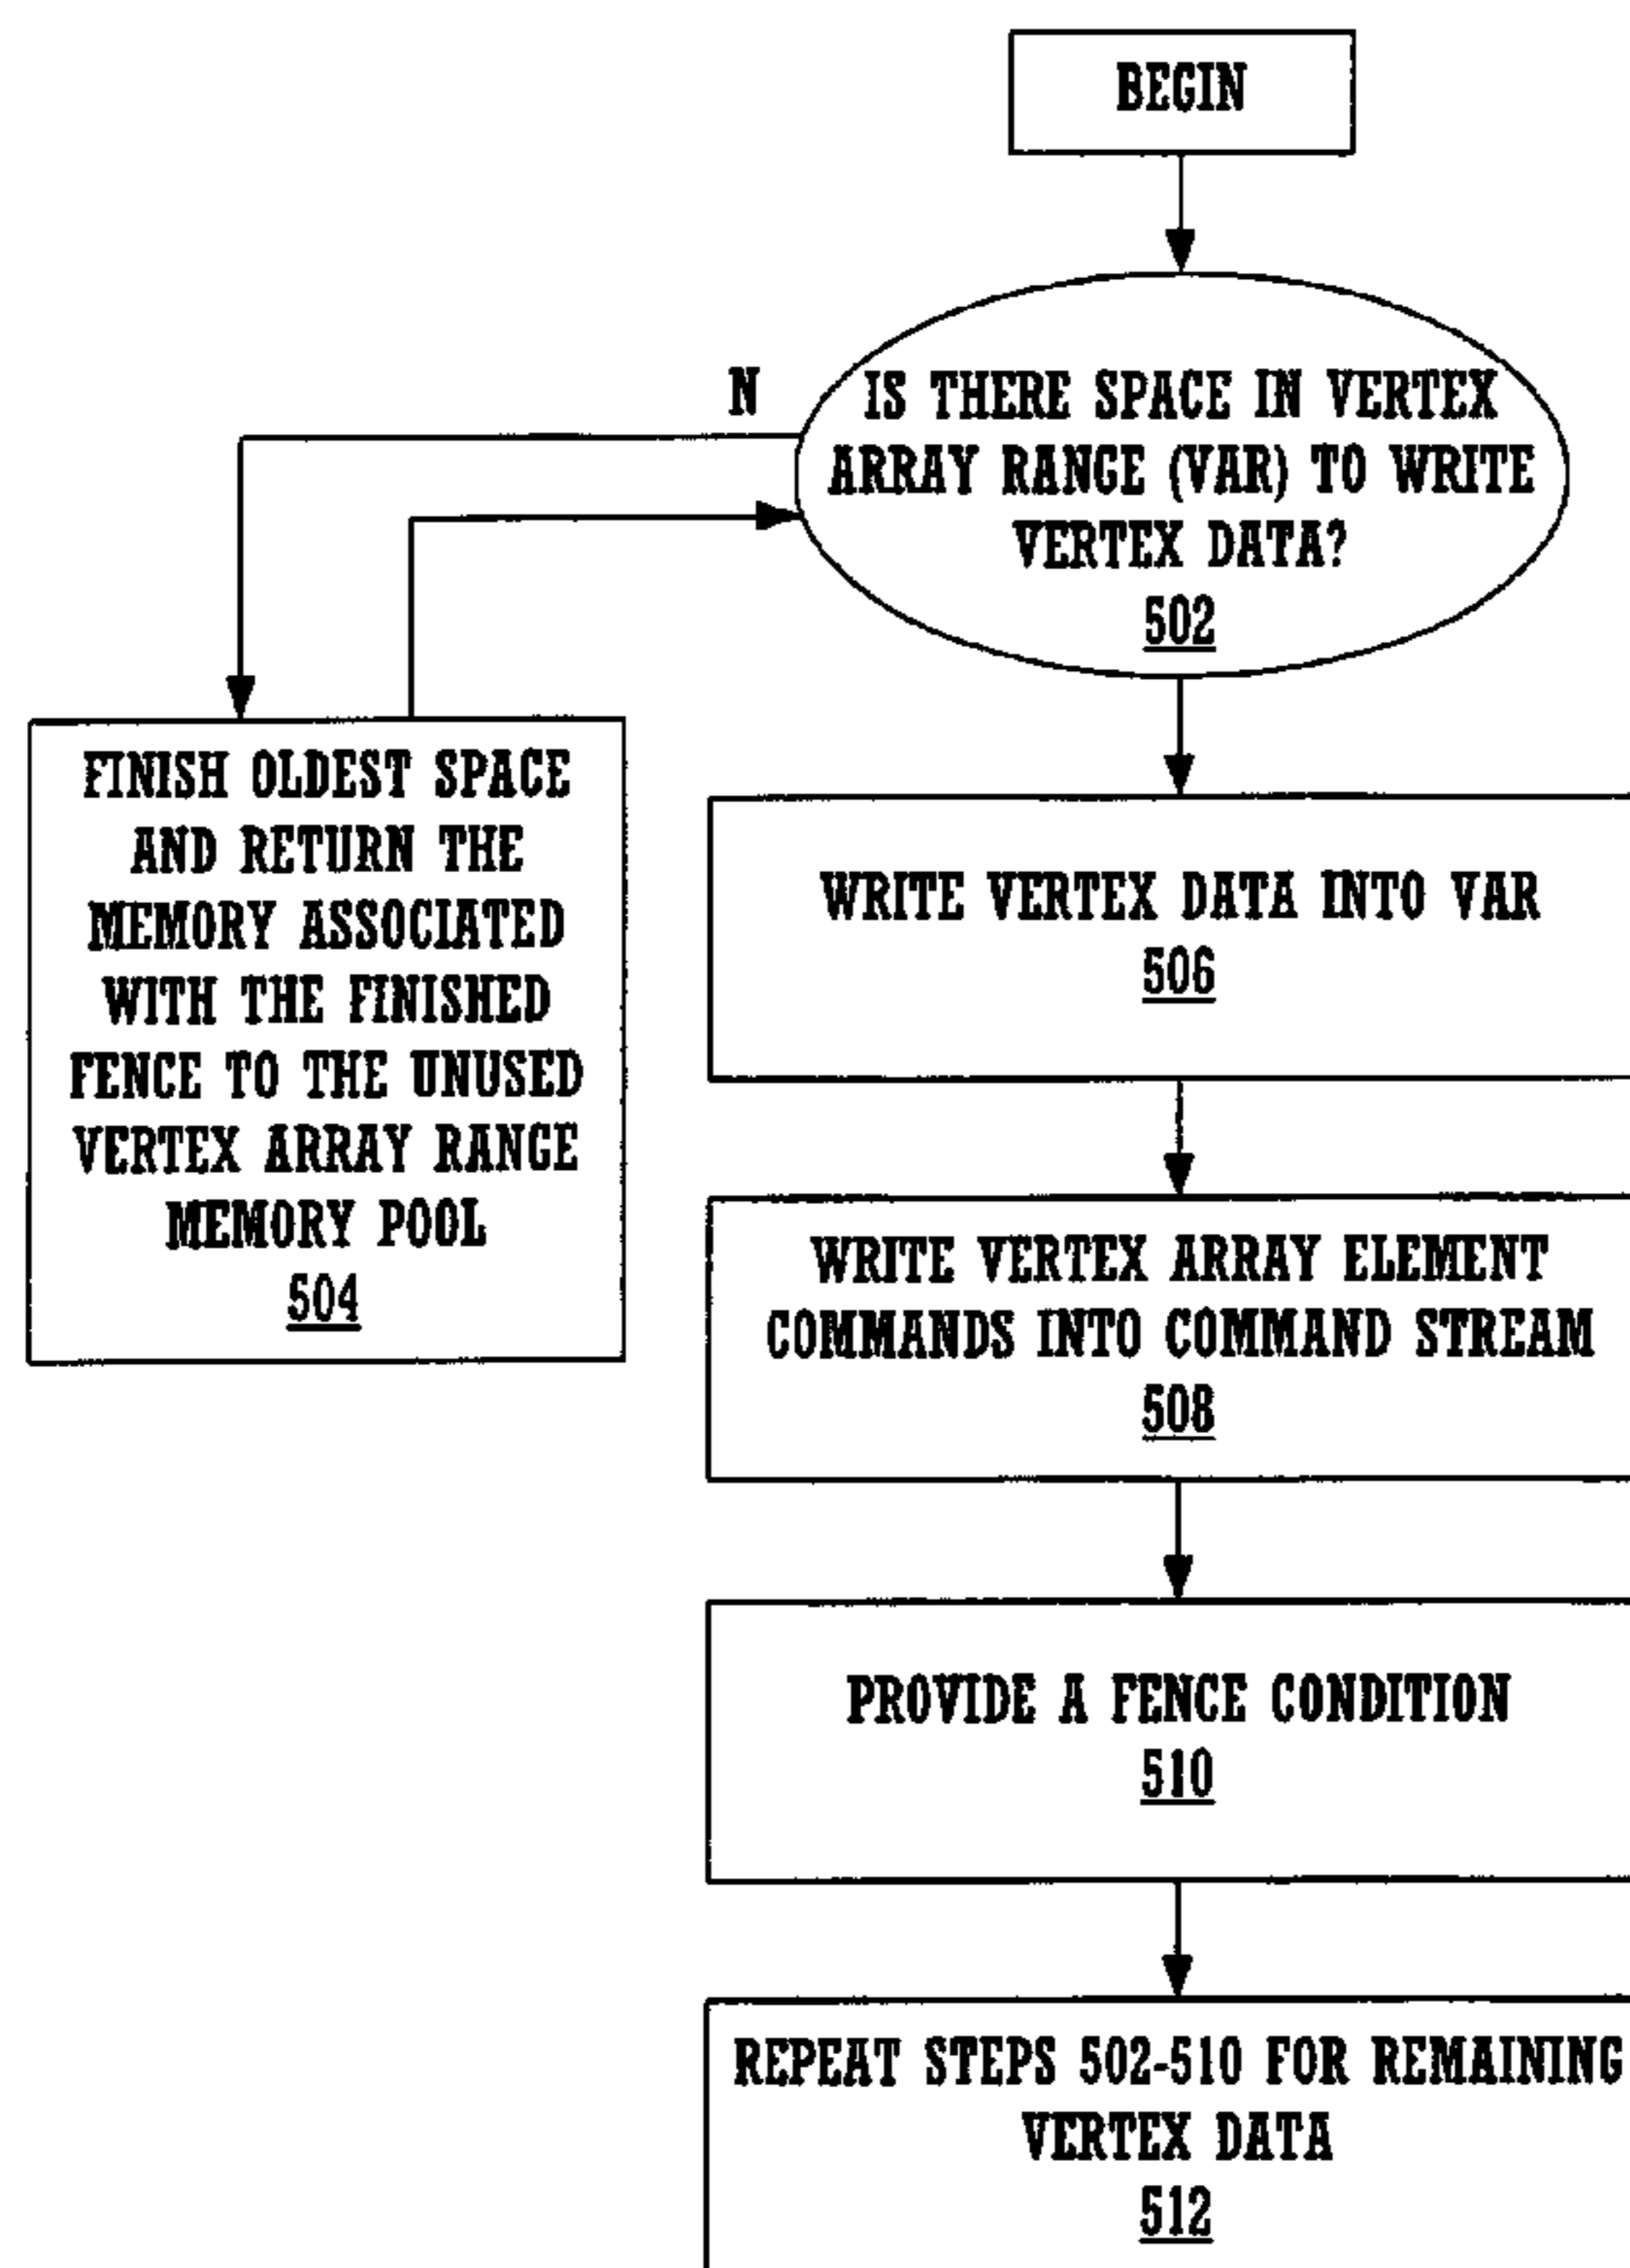 BEGIN
N
IS THERE SPACE IN VERTEX
ARRAY RANGE (VAR) TO WRITE
VERTEX DATA?
502
FINISH OLDEST SPACE
AND RETURN THE
MEMORY ASSOCIATED
WITH THE FINISHED
FENCE TO THE UNUSED
VERTEX ARRAY RANGE
MEMORY POOL
504
WRITE VERTEX DATA INTO VAR
506
WRITE VERTEX ARRAY ELEMENT
COMMANDS INTO COMMAND STREAM
508
PROVIDE A FENCE CONDITION
510
REPEAT STEPS 502-510 FOR REMAINING
VERTEX DATA
512